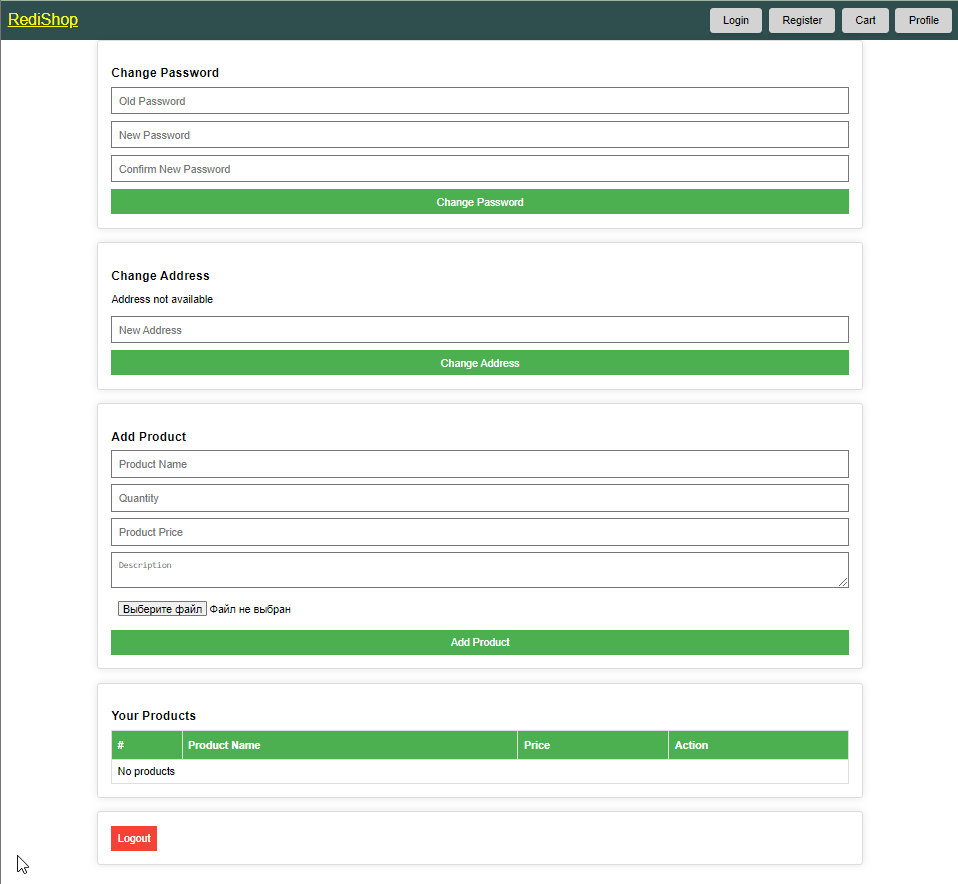 RediShop Login Register Cart Profile
Change Password
Old Password
New Password
Confirm New Password
Change Password
Change Address
Address not available
New Address
Change Address
Add Product
Product Name
Quantity
Product Price
Description
Выберите файл Файл не выбран
Add Product
Your Products
# Product Name Price Action
No products
Logout